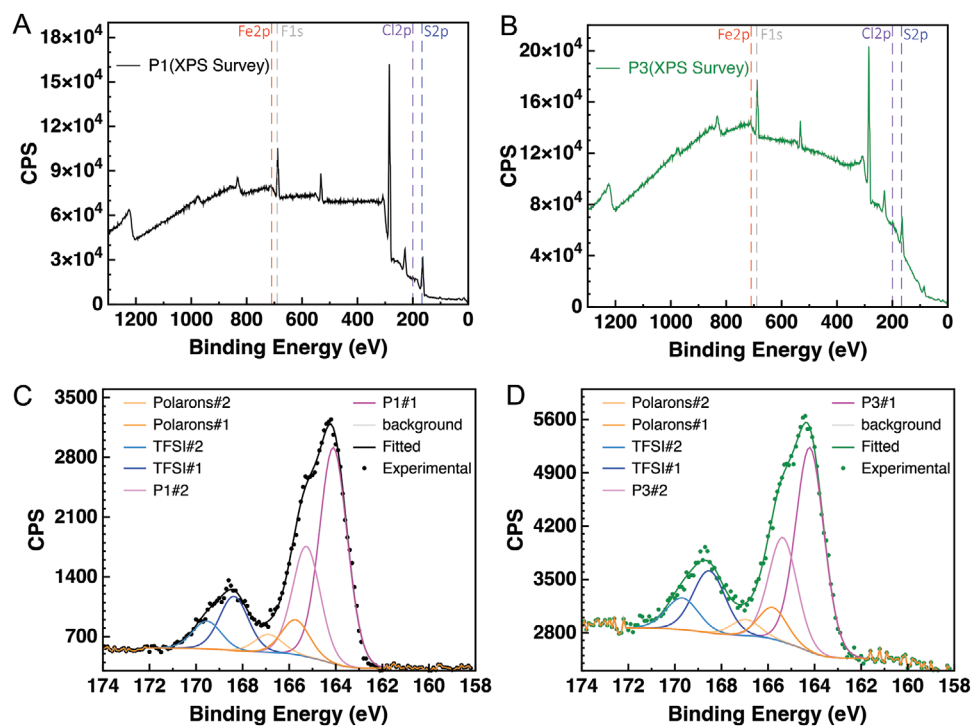 A
Fe2p
F1s
Cl2p
S2p
P1(XPS Survey)
18×10⁴
15×10⁴
12×10⁴
9×10⁴
6×10⁴
3×10⁴
0
CPS
1200 1000 800 600 400 200 0
Binding Energy (eV)
B
Fe2p
F1s
Cl2p
S2p
P3(XPS Survey)
20×10⁴
16×10⁴
12×10⁴
8×10⁴
4×10⁴
0
CPS
1200 1000 800 600 400 200 0
Binding Energy (eV)
C
Polarons#2
Polarons#1
TFSI#2
TFSI#1
P1#2
P1#1
background
Fitted
Experimental
3500
2800
2100
1400
700
CPS
174 172 170 168 166 164 162 160 158
Binding Energy (eV)
D
Polarons#2
Polarons#1
TFSI#2
TFSI#1
P3#2
P3#1
background
Fitted
Experimental
5600
4900
4200
3500
2800
CPS
174 172 170 168 166 164 162 160 158
Binding Energy (eV)